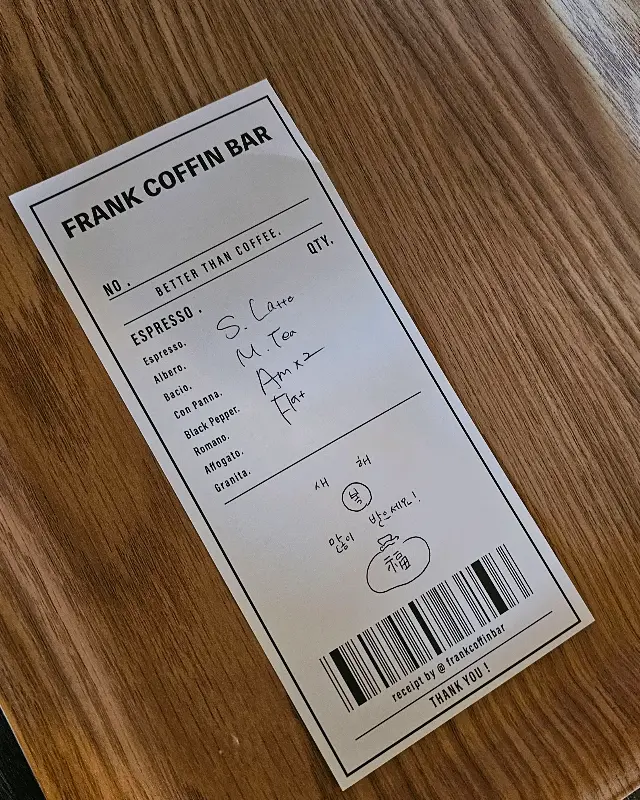 FRANK COFFIN BAR
NO.
BETTER THAN COFFEE.
ESPRESSO. QTY.
Espresso. S. Latte
Albero. M. Tea
Bacio. Am x2
Con Panna. Flat
Black Pepper.
Romano.
Affogato.
Granita.
새 해
복
많이 받으세요!
福
receipt by @ frankcoffinbar
THANK YOU !